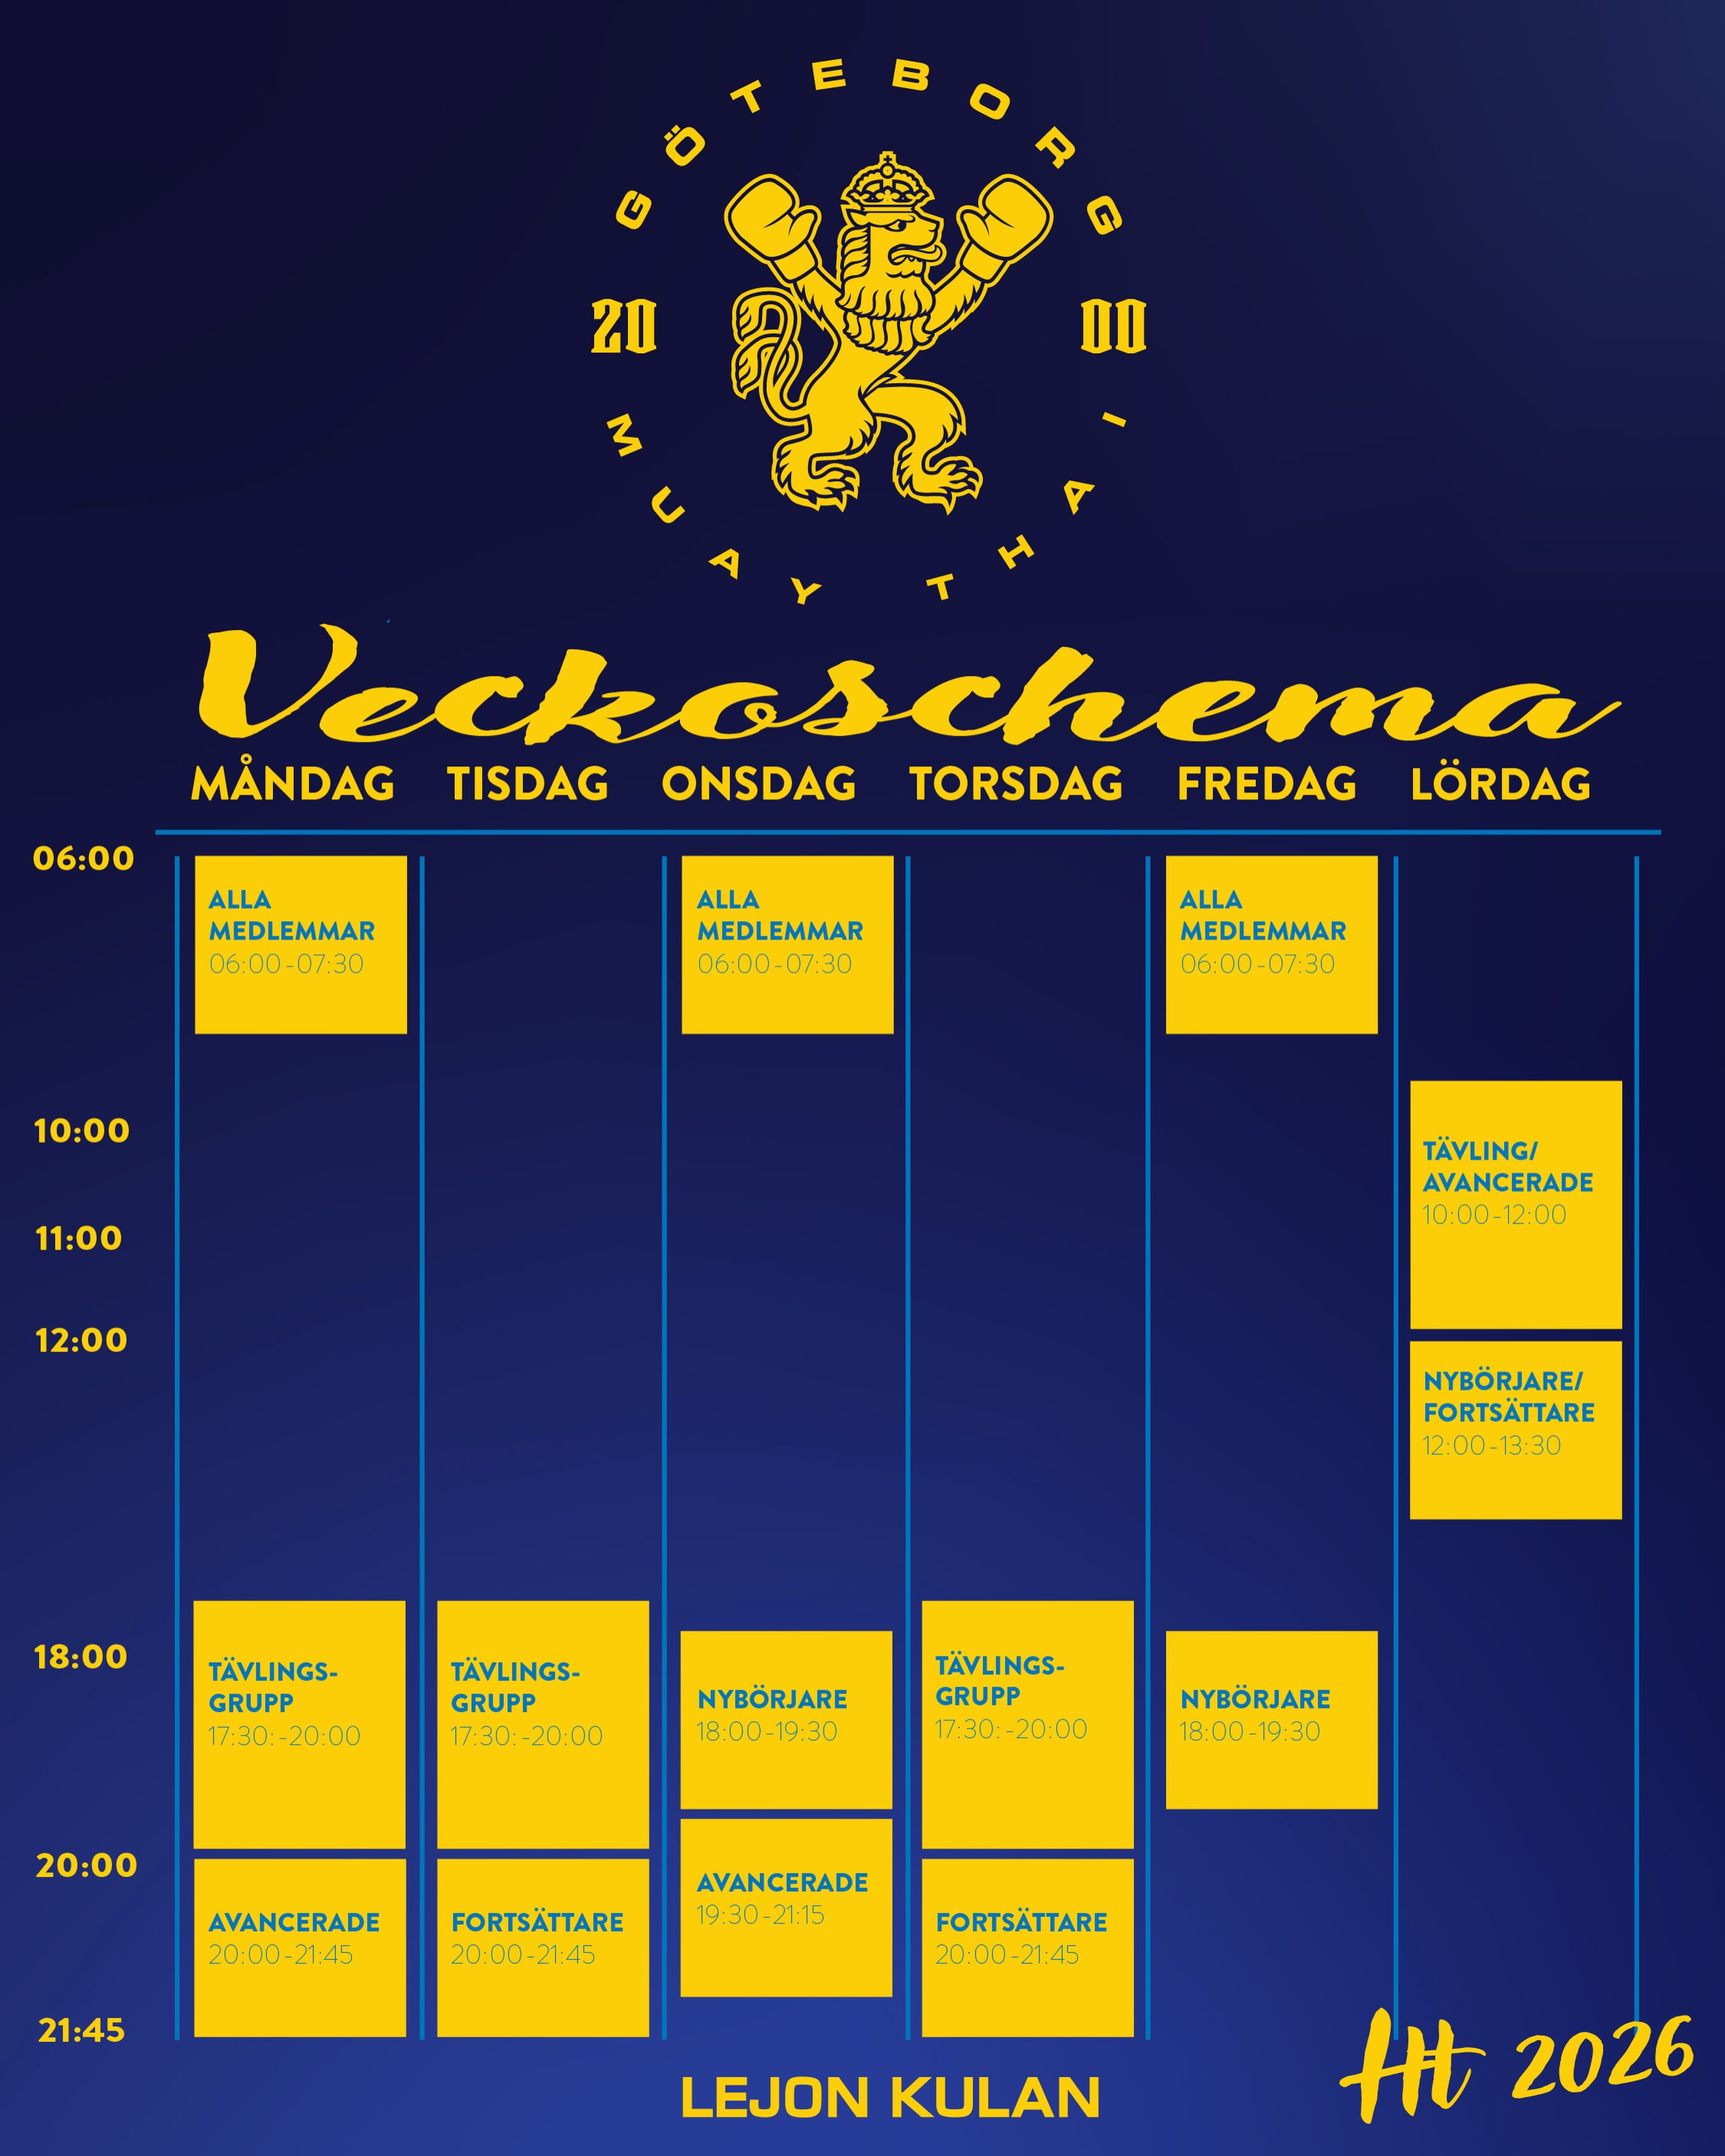 GÖTEBORG
20 00
MUAY THAI
Veckoschema
MÅNDAG TISDAG ONSDAG TORSDAG FREDAG LÖRDAG
06:00
ALLA
MEDLEMMAR
06:00-07:30
ALLA
MEDLEMMAR
06:00-07:30
ALLA
MEDLEMMAR
06:00-07:30
10:00
TÄVLING/
AVANCERADE
10:00-12:00
11:00
12:00
NYBÖRJARE/
FORTSÄTTARE
12:00-13:30
18:00
TÄVLINGS-
GRUPP
17:30:-20:00
TÄVLINGS-
GRUPP
17:30:-20:00
NYBÖRJARE
18:00-19:30
TÄVLINGS-
GRUPP
17:30:-20:00
NYBÖRJARE
18:00-19:30
20:00
AVANCERADE
20:00-21:45
FORTSÄTTARE
20:00-21:45
AVANCERADE
19:30-21:15
FORTSÄTTARE
20:00-21:45
21:45
Ht 2026
LEJON KULAN